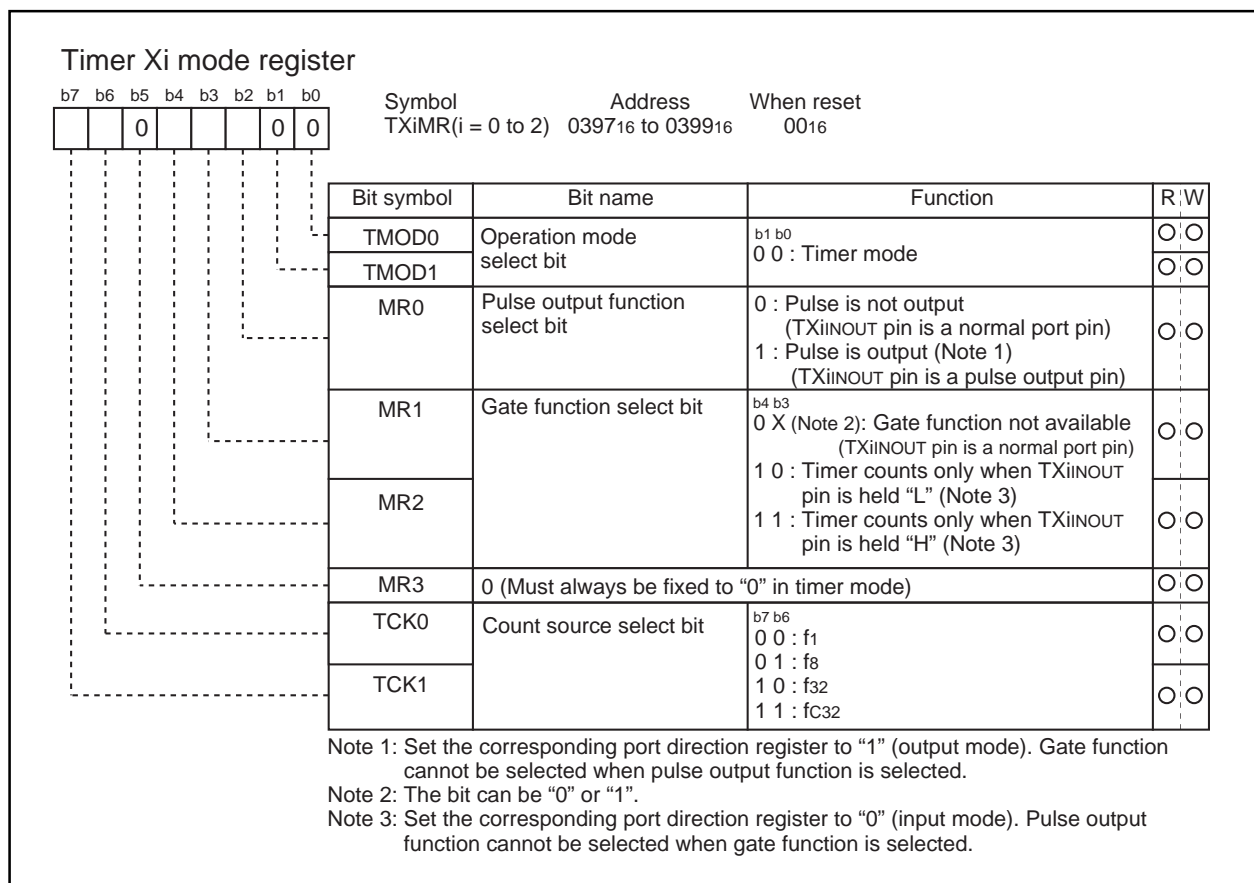 Timer Xi mode register
b7 b6 b5 b4 b3 b2 b1 b0
0 0 0
Symbol Address When reset
TXiMR(i = 0 to 2) 039716 to 039916 0016
Bit symbol Bit name Function R W
TMOD0 Operation mode select bit b1 b0
0 0 : Timer mode
TMOD1
MR0 Pulse output function select bit
0 : Pulse is not output
(TXiINOUT pin is a normal port pin)
1 : Pulse is output (Note 1)
(TXiINOUT pin is a pulse output pin)
MR1 Gate function select bit b4 b3
0 X (Note 2): Gate function not available
(TXiINOUT pin is a normal port pin)
1 0 : Timer counts only when TXiINOUT
pin is held “L” (Note 3)
MR2
1 1 : Timer counts only when TXiINOUT
pin is held “H” (Note 3)
MR3 0 (Must always be fixed to “0” in timer mode)
TCK0 Count source select bit b7 b6
0 0 : f1
0 1 : f8
TCK1
1 0 : f32
1 1 : fC32
Note 1: Set the corresponding port direction register to “1” (output mode). Gate function
cannot be selected when pulse output function is selected.
Note 2: The bit can be “0” or “1”.
Note 3: Set the corresponding port direction register to “0” (input mode). Pulse output
function cannot be selected when gate function is selected.